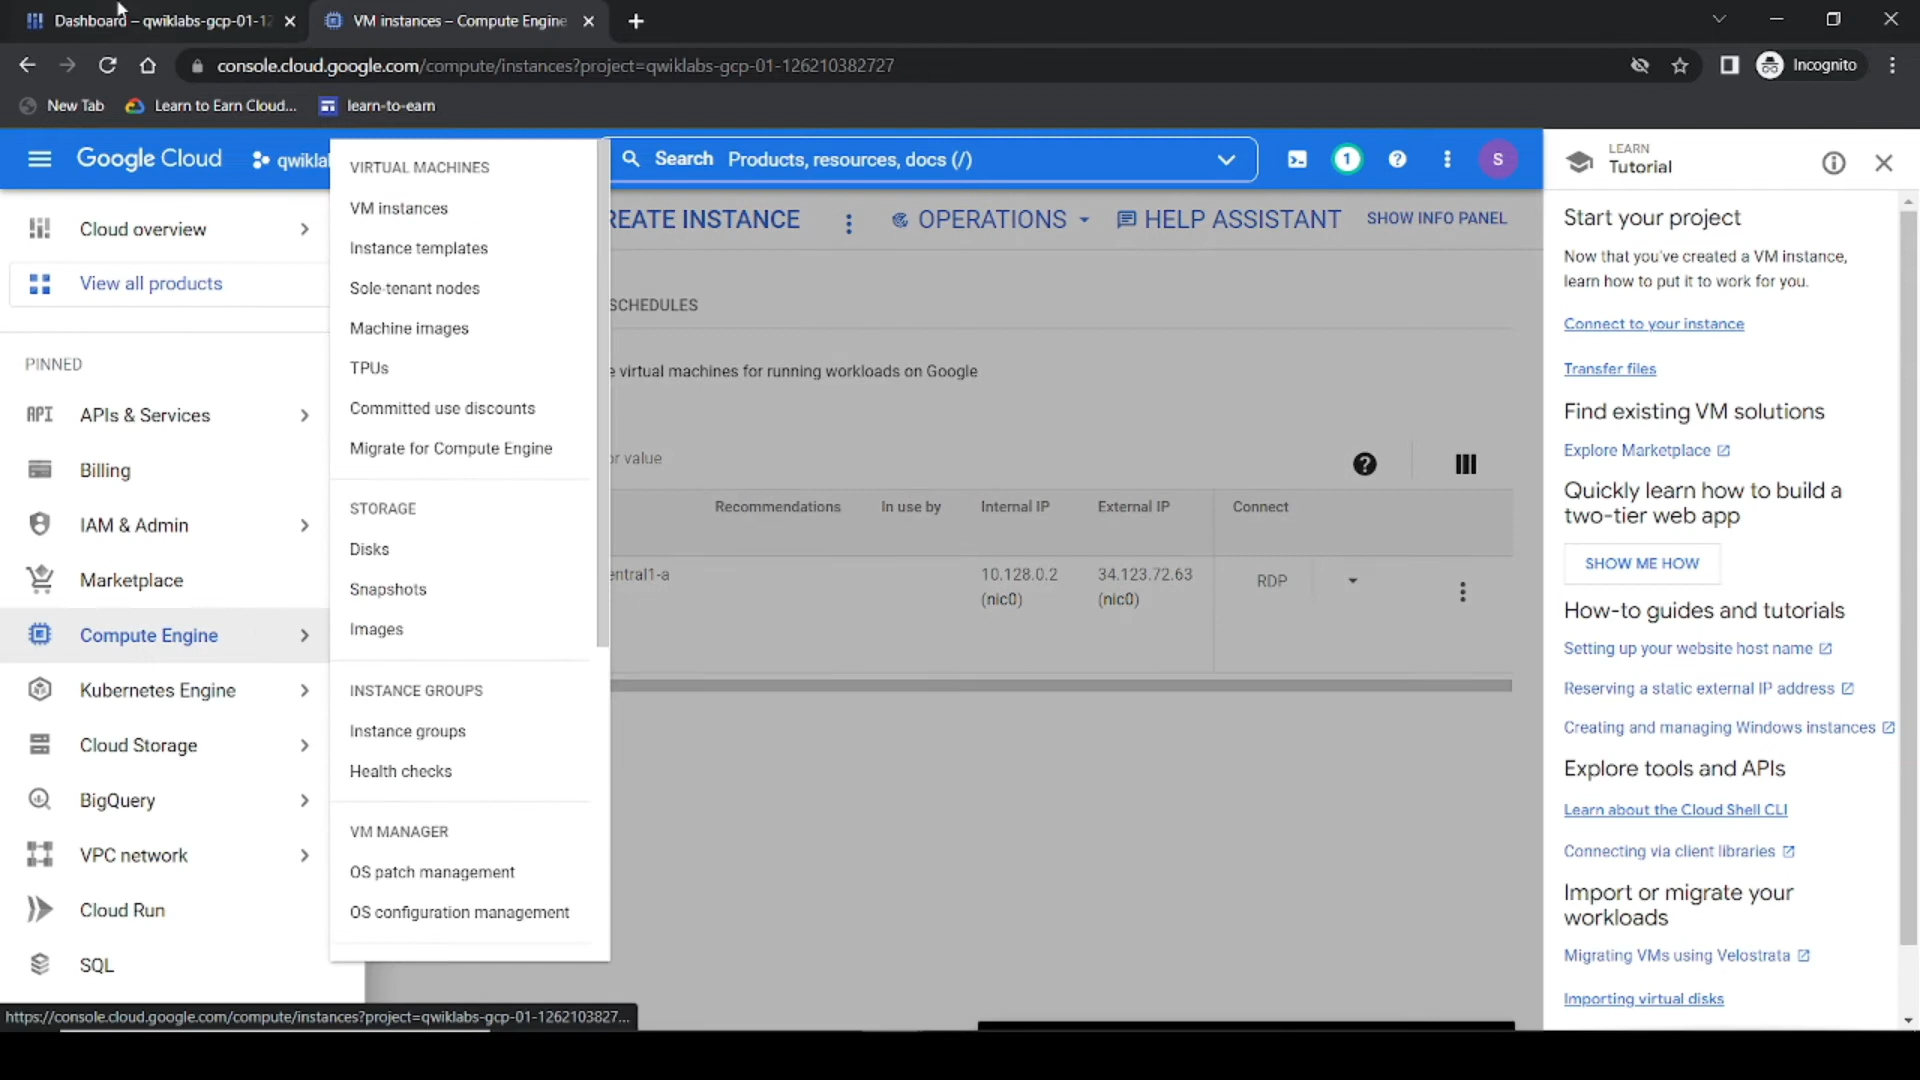 Dashboard – qwiklabs-gcp-01-12
VM instances – Compute Engine
console.cloud.google.com/compute/instances?project=qwiklabs-gcp-01-126210382727
Incognito
New Tab
Learn to Earn Cloud...
learn-to-earn
Google Cloud
qwiklal
Search Products, resources, docs (/)
1
S
LEARN
Tutorial
Cloud overview
View all products
PINNED
API APIs & Services
Billing
IAM & Admin
Marketplace
Compute Engine
Kubernetes Engine
Cloud Storage
BigQuery
VPC network
Cloud Run
SQL
VIRTUAL MACHINES
VM instances
Instance templates
Sole-tenant nodes
Machine images
TPUs
Committed use discounts
Migrate for Compute Engine
STORAGE
Disks
Snapshots
Images
INSTANCE GROUPS
Instance groups
Health checks
VM MANAGER
OS patch management
OS configuration management
REATE INSTANCE
OPERATIONS
HELP ASSISTANT
SHOW INFO PANEL
SCHEDULES
e virtual machines for running workloads on Google
or value
Recommendations
In use by
Internal IP
External IP
Connect
entral1-a
10.128.0.2
(nic0)
34.123.72.63
(nic0)
RDP
Start your project
Now that you've created a VM instance,
learn how to put it to work for you.
Connect to your instance
Transfer files
Find existing VM solutions
Explore Marketplace
Quickly learn how to build a
two-tier web app
SHOW ME HOW
How-to guides and tutorials
Setting up your website host name
Reserving a static external IP address
Creating and managing Windows instances
Explore tools and APIs
Learn about the Cloud Shell CLI
Connecting via client libraries
Import or migrate your
workloads
Migrating VMs using Velostrata
Importing virtual disks
https://console.cloud.google.com/compute/instances?project=qwiklabs-gcp-01-1262103827...